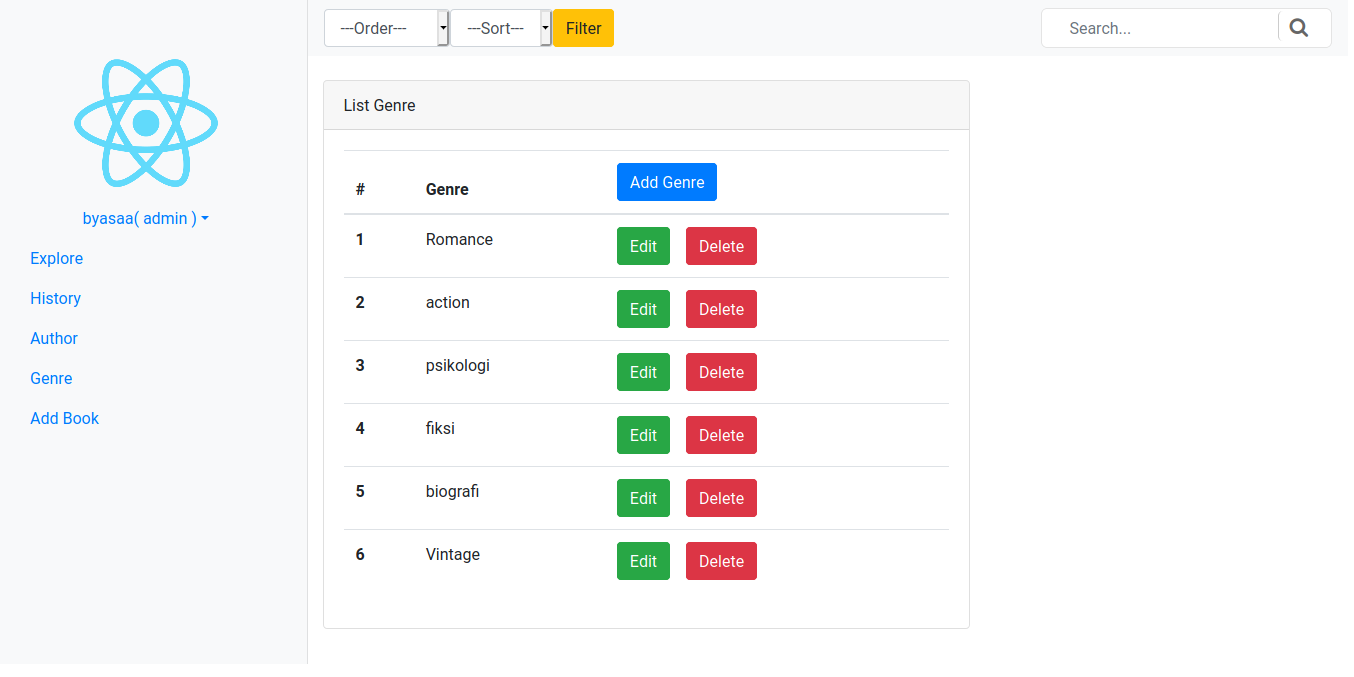 ---Order--- ---Sort--- Filter Search...
List Genre
# Genre Add Genre
byasaa( admin )
Explore
History
Author
Genre
Add Book
1 Romance Edit Delete
2 action Edit Delete
3 psikologi Edit Delete
4 fiksi Edit Delete
5 biografi Edit Delete
6 Vintage Edit Delete